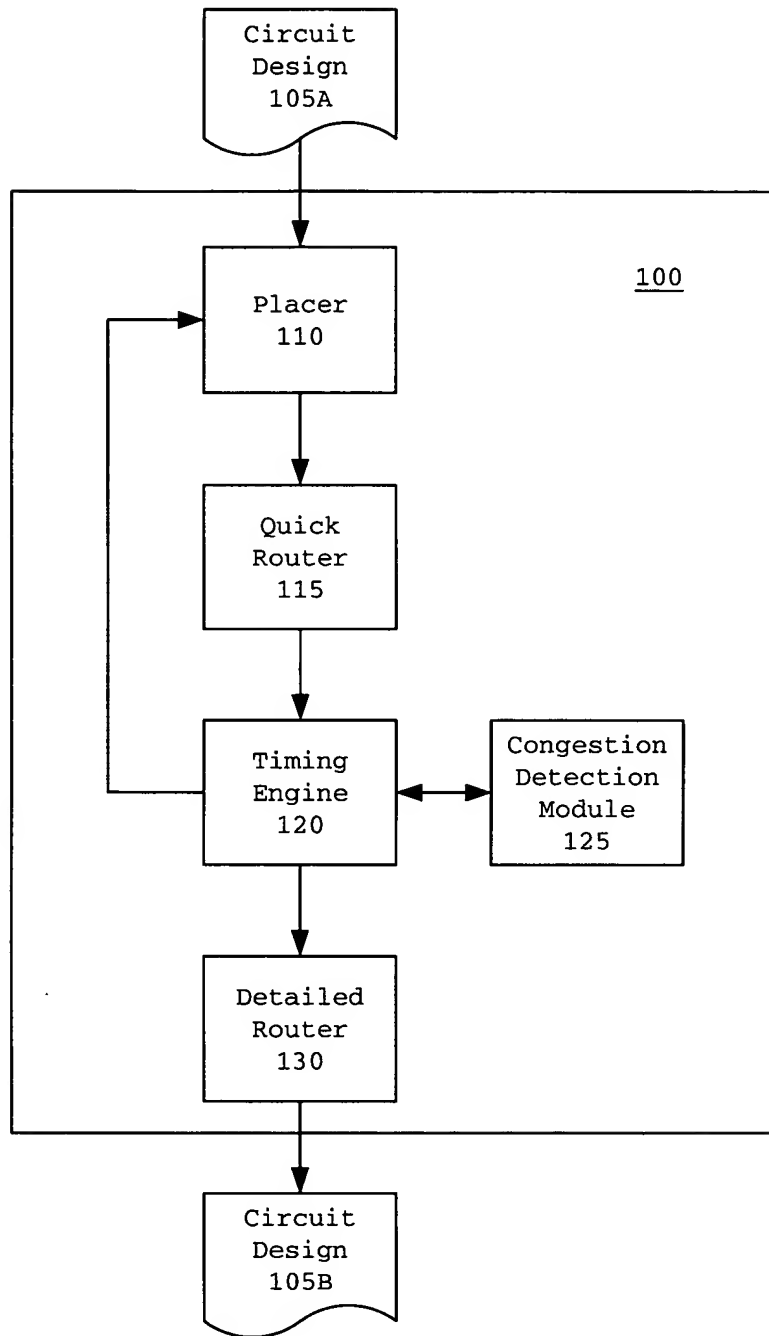 Circuit
Design
105A
100
Placer
110
Quick
Router
115
Timing
Engine
120
Congestion
Detection
Module
125
Detailed
Router
130
Circuit
Design
105B